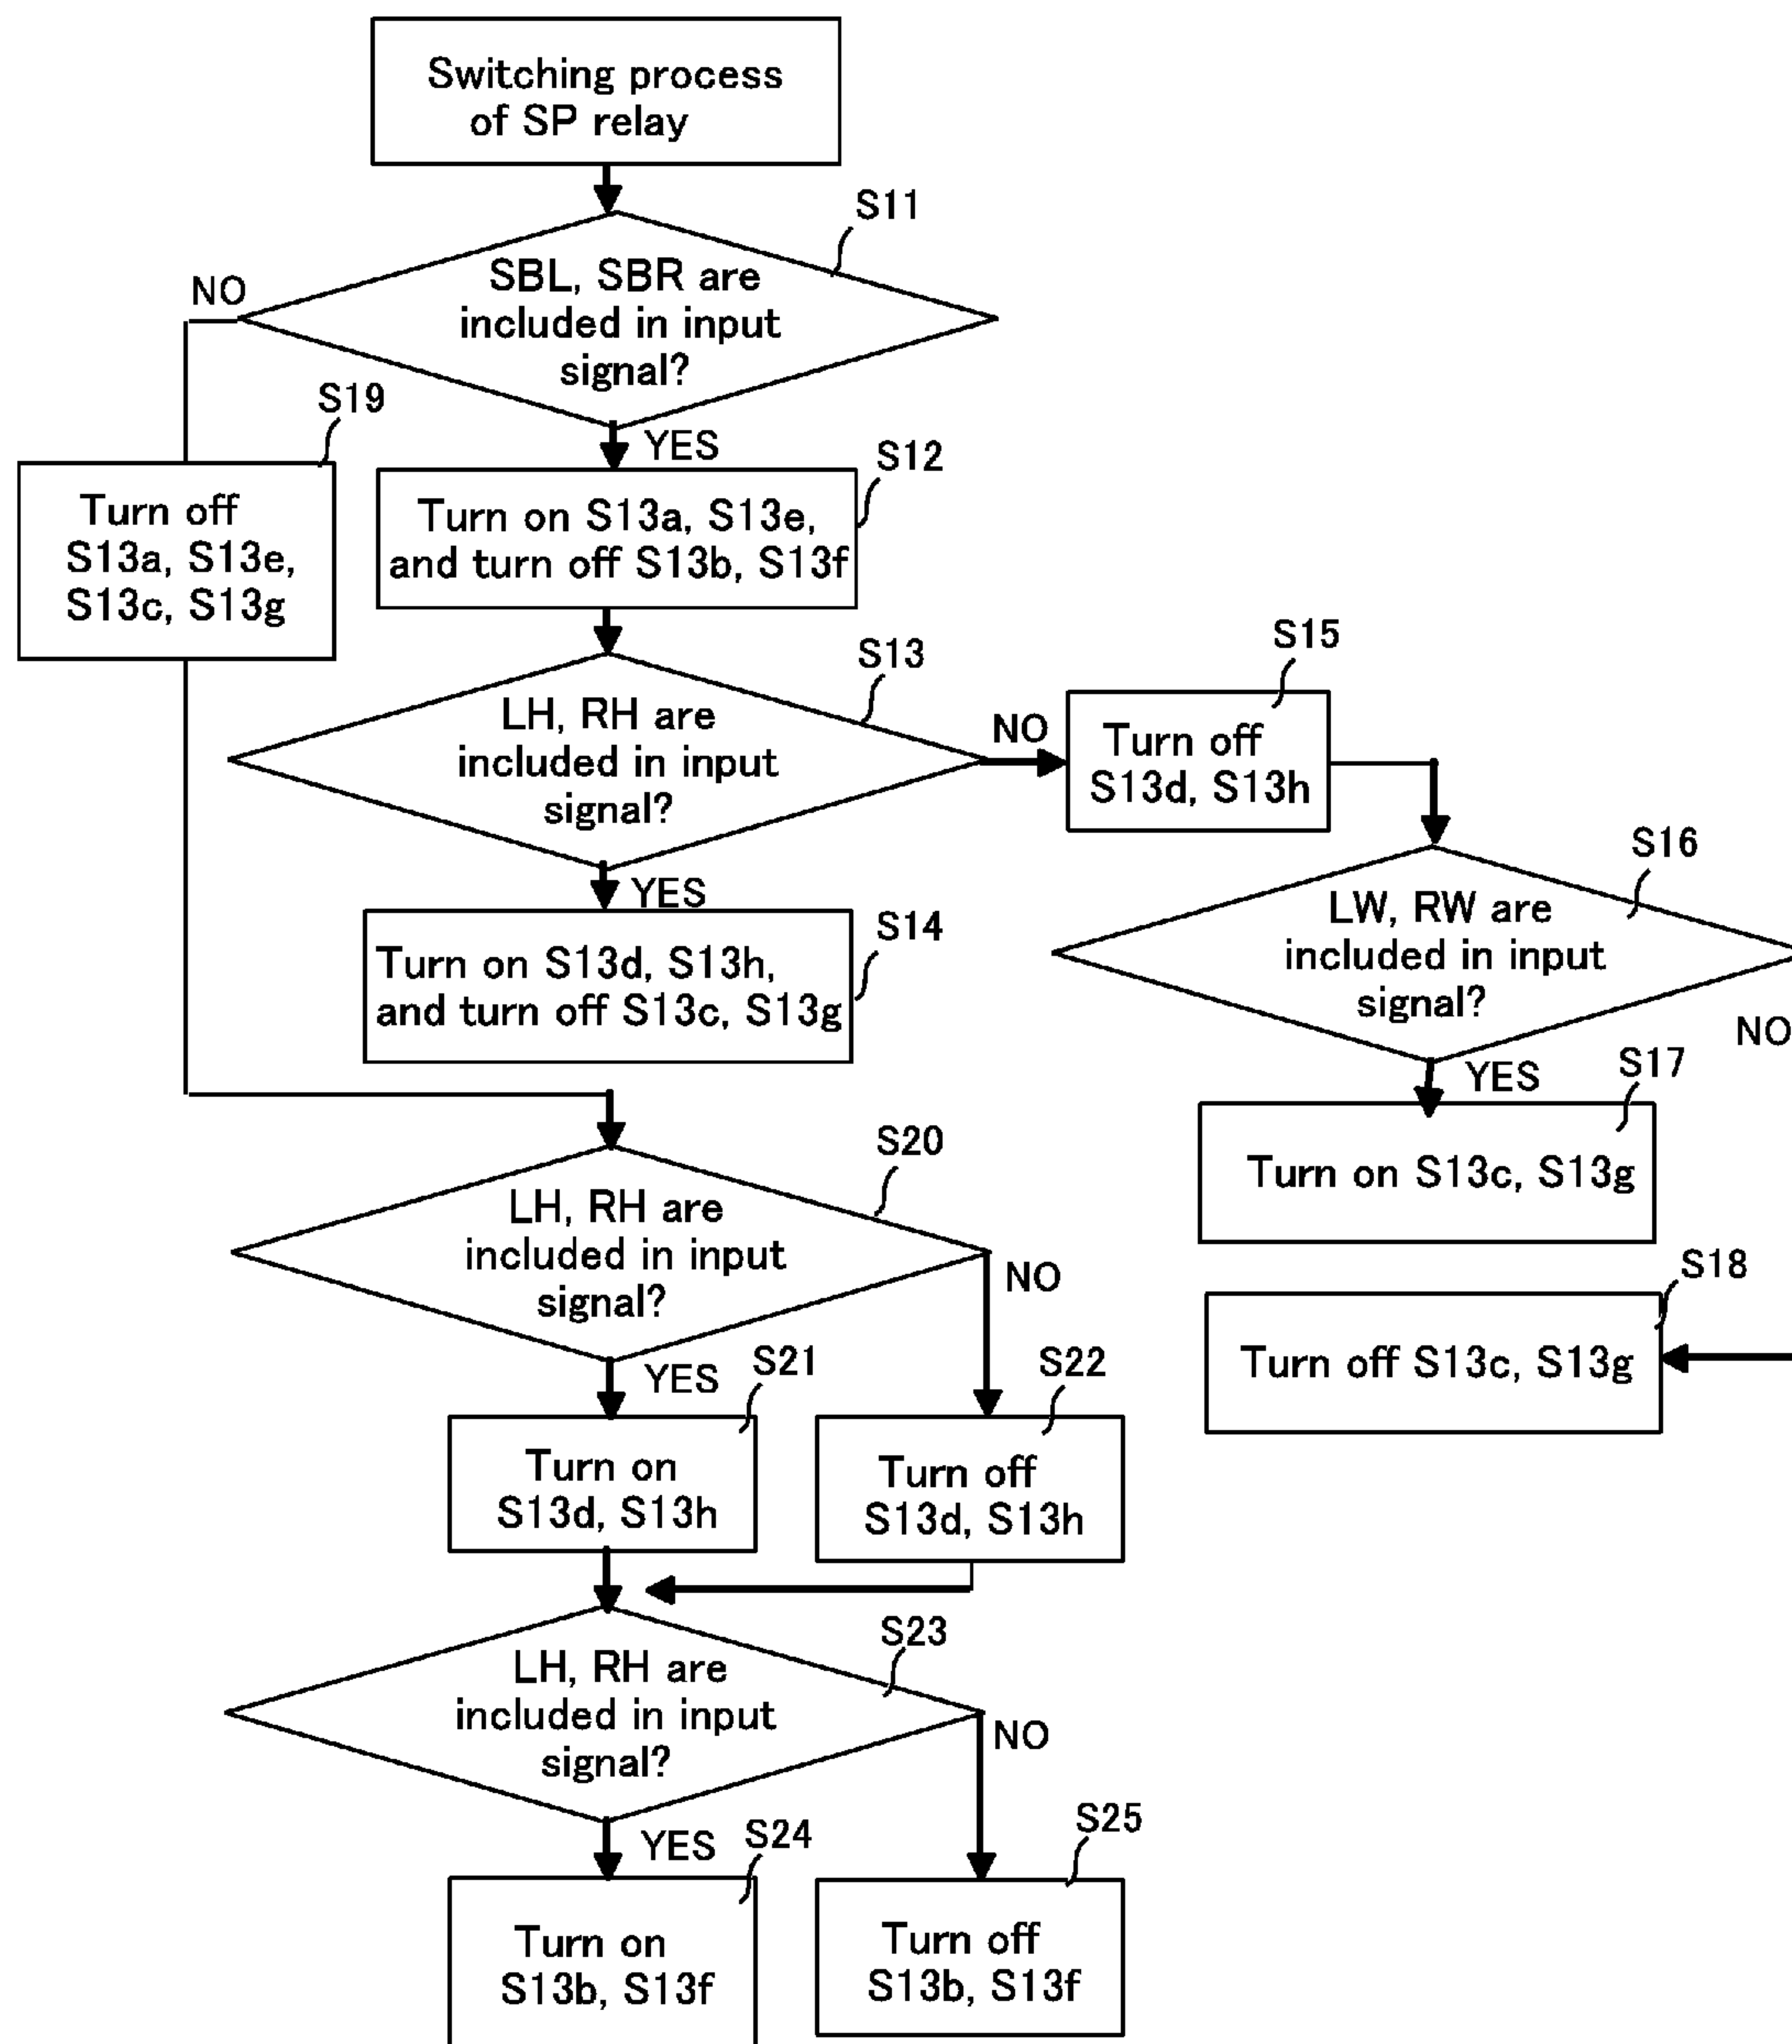 Switching process
of SP relay
S11
SBL, SBR are
included in input
signal?
NO
YES
S19
Turn off
S13a, S13e,
S13c, S13g
S12
Turn on S13a, S13e,
and turn off S13b, S13f
S13
LH, RH are
included in input
signal?
NO
YES
S15
Turn off
S13d, S13h
S14
Turn on S13d, S13h,
and turn off S13c, S13g
S16
LW, RW are
included in input
signal?
NO
YES
S17
Turn on S13c, S13g
S18
Turn off S13c, S13g
S20
LH, RH are
included in input
signal?
NO
YES
S21
Turn on
S13d, S13h
S22
Turn off
S13d, S13h
S23
LH, RH are
included in input
signal?
NO
YES
S24
Turn on
S13b, S13f
S25
Turn off
S13b, S13f